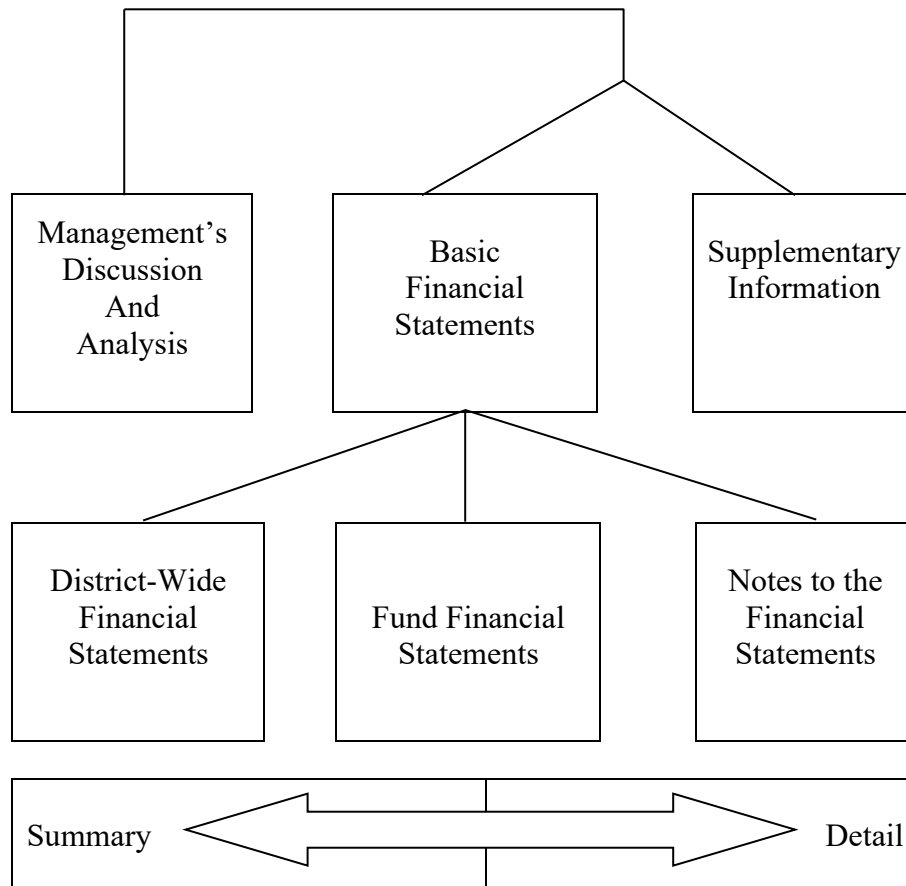 Management’s
Discussion
And
Analysis
Basic
Financial
Statements
Supplementary
Information
District-Wide
Financial
Statements
Fund Financial
Statements
Notes to the
Financial
Statements
Summary
Detail